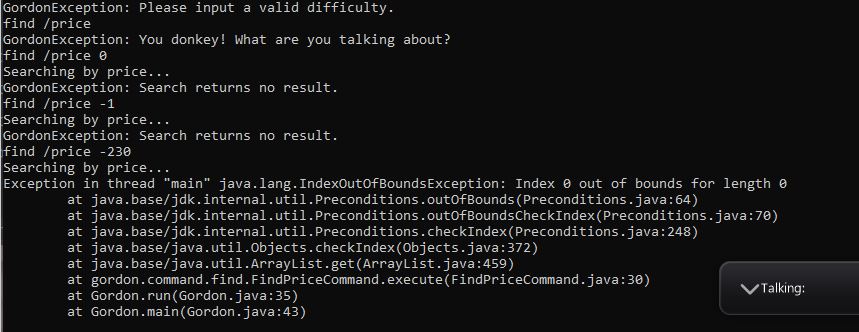 GordonException: Please input a valid difficulty.
find /price
GordonException: You donkey! What are you talking about?
find /price 0
Searching by price...
GordonException: Search returns no result.
find /price -1
Searching by price...
GordonException: Search returns no result.
find /price -230
Searching by price...
Exception in thread "main" java.lang.IndexOutOfBoundsException: Index 0 out of bounds for length 0
at java.base/jdk.internal.util.Preconditions.outOfBounds(Preconditions.java:64)
at java.base/jdk.internal.util.Preconditions.outOfBoundsCheckIndex(Preconditions.java:70)
at java.base/jdk.internal.util.Preconditions.checkIndex(Preconditions.java:248)
at java.base/java.util.Objects.checkIndex(Objects.java:372)
at java.base/java.util.ArrayList.get(ArrayList.java:459)
at gordon.command.find.FindPriceCommand.execute(FindPriceCommand.java:30)
at Gordon.run(Gordon.java:35)
at Gordon.main(Gordon.java:43)
Talking: